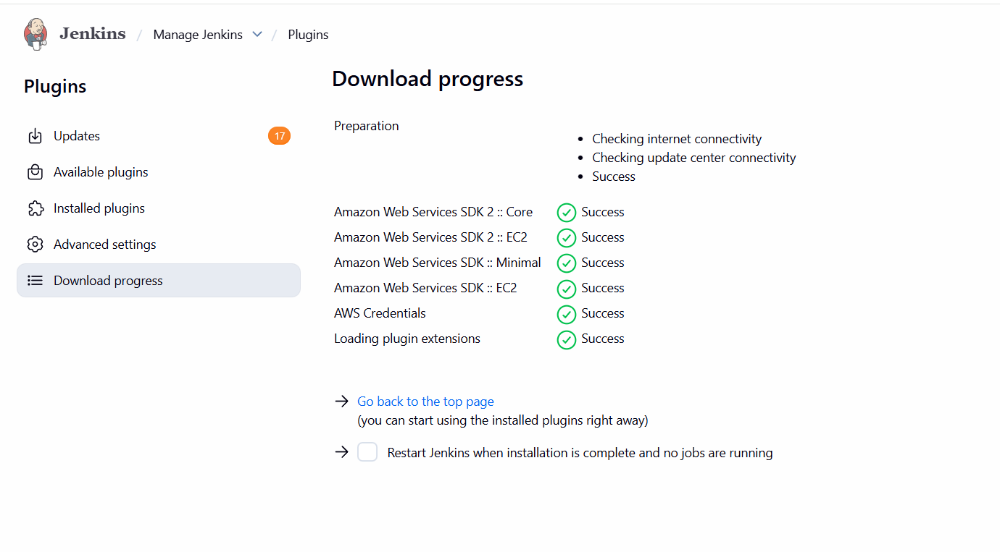 Jenkins / Manage Jenkins / Plugins
Plugins
Updates 17
Available plugins
Installed plugins
Advanced settings
Download progress
Download progress
Preparation
• Checking internet connectivity
• Checking update center connectivity
• Success
Amazon Web Services SDK 2 :: Core Success
Amazon Web Services SDK 2 :: EC2 Success
Amazon Web Services SDK :: Minimal Success
Amazon Web Services SDK :: EC2 Success
AWS Credentials Success
Loading plugin extensions Success
→ Go back to the top page
(you can start using the installed plugins right away)
→ Restart Jenkins when installation is complete and no jobs are running